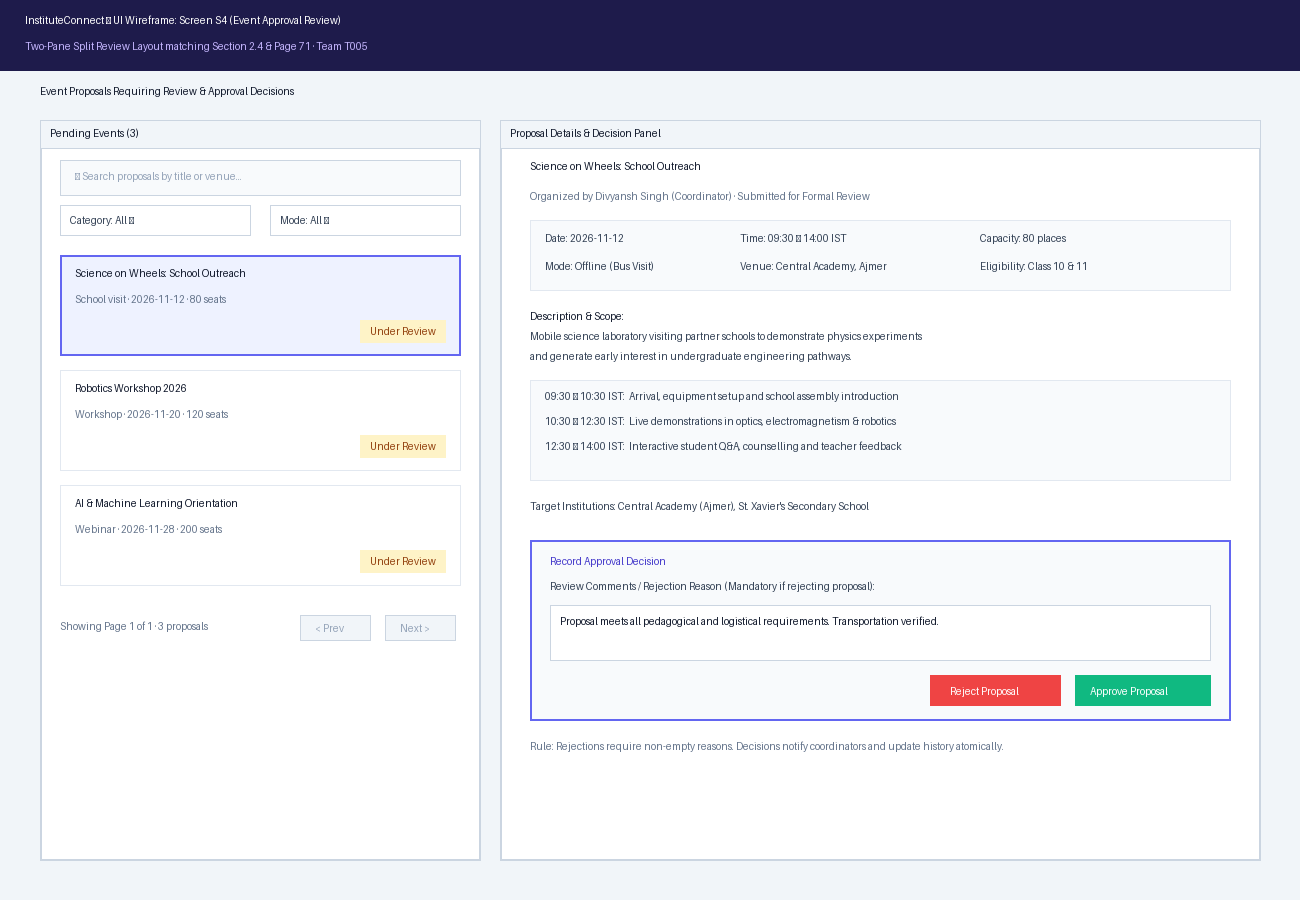 InstituteConnect▯ UI Wireframe: Screen S4 (Event Approval Review)
Two-Pane Split Review Layout matching Section 2.4 & Page 71 · Team T005
Event Proposals Requiring Review & Approval Decisions
Pending Events (3)
▯ Search proposals by title or venue...
Category: All ▯
Mode: All ▯
Science on Wheels: School Outreach
School visit · 2026-11-12 · 80 seats
Under Review
Robotics Workshop 2026
Workshop · 2026-11-20 · 120 seats
Under Review
AI & Machine Learning Orientation
Webinar · 2026-11-28 · 200 seats
Under Review
Showing Page 1 of 1 · 3 proposals
< Prev
Next >
Proposal Details & Decision Panel
Science on Wheels: School Outreach
Organized by Divyansh Singh (Coordinator) · Submitted for Formal Review
Date: 2026-11-12
Time: 09:30 ▯ 14:00 IST
Capacity: 80 places
Mode: Offline (Bus Visit)
Venue: Central Academy, Ajmer
Eligibility: Class 10 & 11
Description & Scope:
Mobile science laboratory visiting partner schools to demonstrate physics experiments
and generate early interest in undergraduate engineering pathways.
09:30 ▯ 10:30 IST: Arrival, equipment setup and school assembly introduction
10:30 ▯ 12:30 IST: Live demonstrations in optics, electromagnetism & robotics
12:30 ▯ 14:00 IST: Interactive student Q&A, counselling and teacher feedback
Target Institutions: Central Academy (Ajmer), St. Xavier's Secondary School
Record Approval Decision
Review Comments / Rejection Reason (Mandatory if rejecting proposal):
Proposal meets all pedagogical and logistical requirements. Transportation verified.
Reject Proposal
Approve Proposal
Rule: Rejections require non-empty reasons. Decisions notify coordinators and update history atomically.